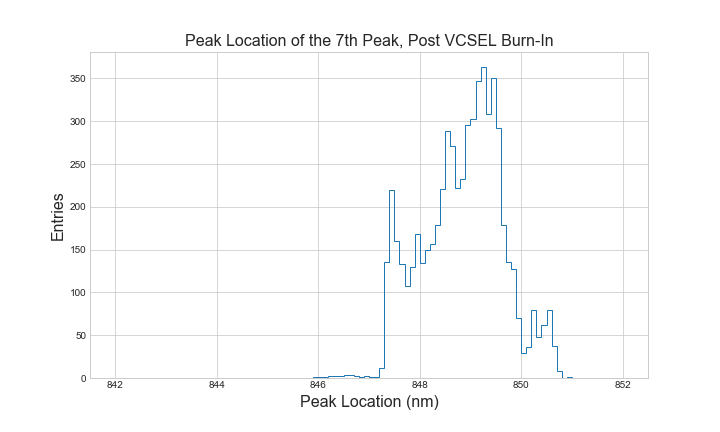 Peak Location of the 7th Peak, Post VCSEL Burn-In
350
300
250
200
150
100
50
0
Entries
842 844 846 848 850 852
Peak Location (nm)